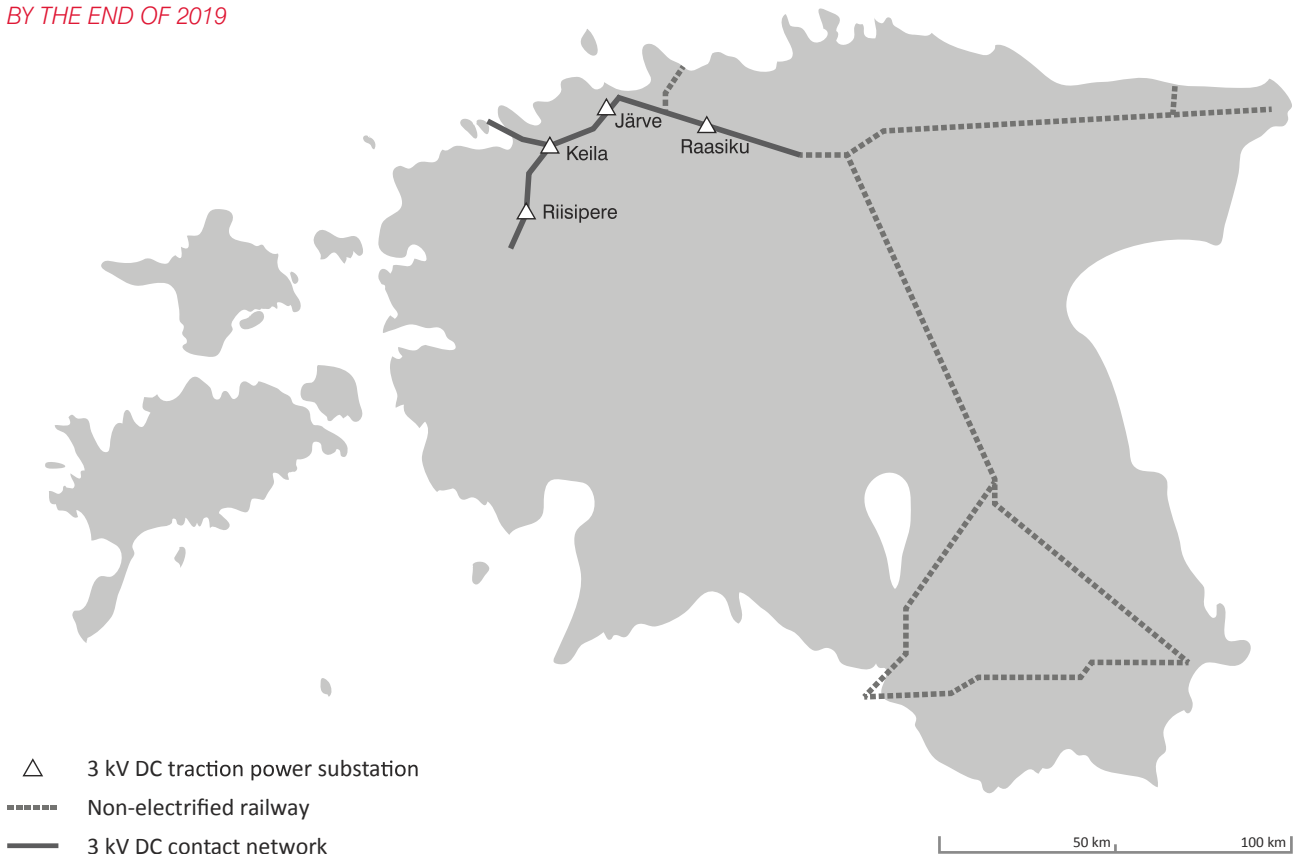 BY THE END OF 2019
Järve
Raasiku
Keila
Riisipere
3 kV DC traction power substation
Non-electrified railway
3 kV DC contact network
50 km
100 km